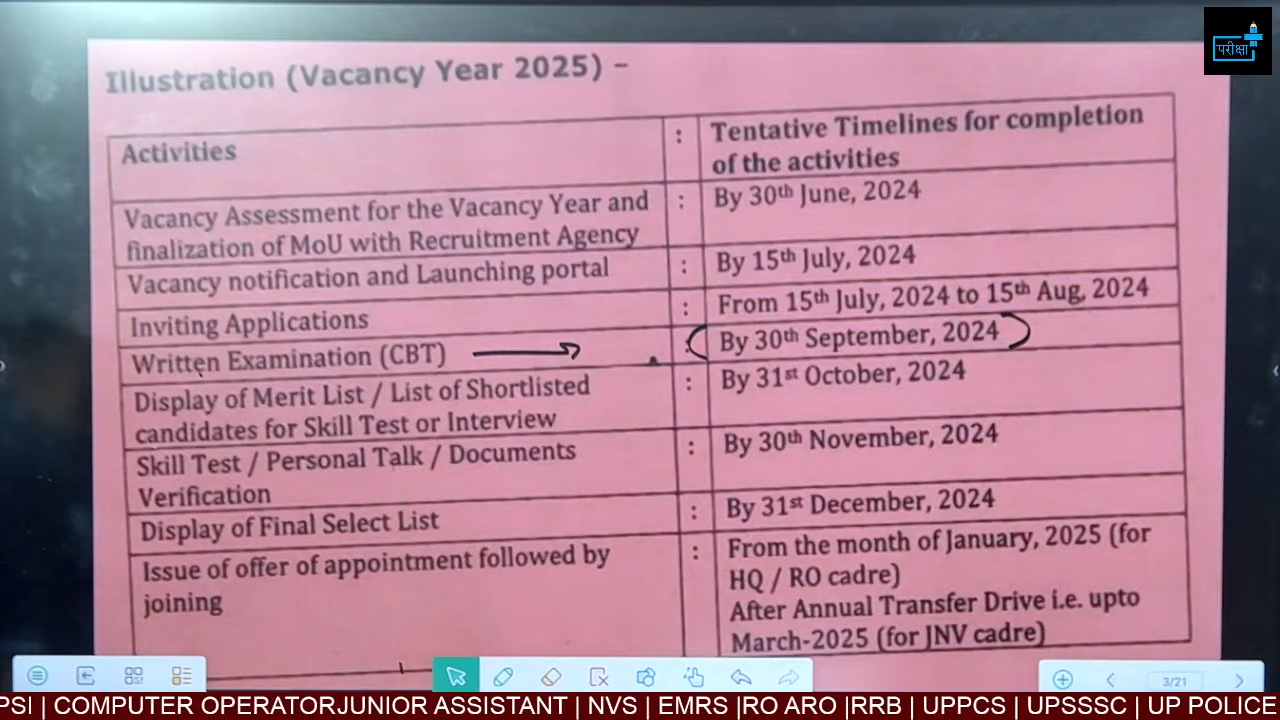 परीक्षा
Illustration (Vacancy Year 2025) –
Activities : Tentative Timelines for completion
of the activities
Vacancy Assessment for the Vacancy Year and : By 30th June, 2024
finalization of MoU with Recruitment Agency
Vacancy notification and Launching portal : By 15th July, 2024
Inviting Applications : From 15th July, 2024 to 15th Aug, 2024
Written Examination (CBT) : By 30th September, 2024
Display of Merit List / List of Shortlisted : By 31st October, 2024
candidates for Skill Test or Interview
Skill Test / Personal Talk / Documents : By 30th November, 2024
Verification
Display of Final Select List : By 31st December, 2024
Issue of offer of appointment followed by : From the month of January, 2025 (for
joining HQ / RO cadre)
After Annual Transfer Drive i.e. upto
March-2025 (for JNV cadre)
3/21
PSI | COMPUTER OPERATORJUNIOR ASSISTANT | NVS | EMRS |RO ARO |RRB | UPPCS | UPSSSC | UP POLICE